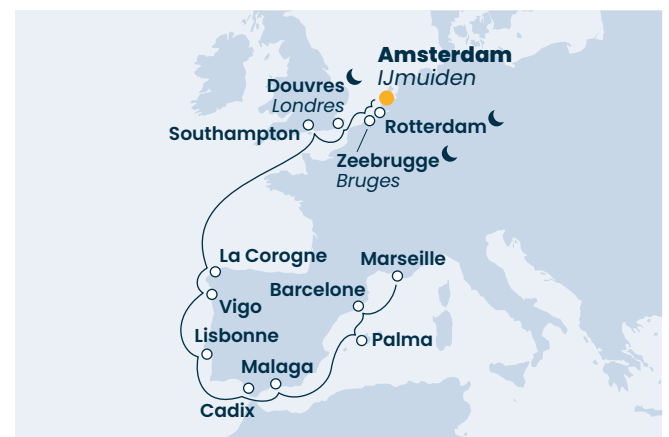 Amsterdam
IJmuiden
Douvres
Londres
Southampton
Rotterdam
Zeebrugge
Bruges
La Corogne
Marseille
Barcelone
Vigo
Lisbonne
Palma
Malaga
Cadix